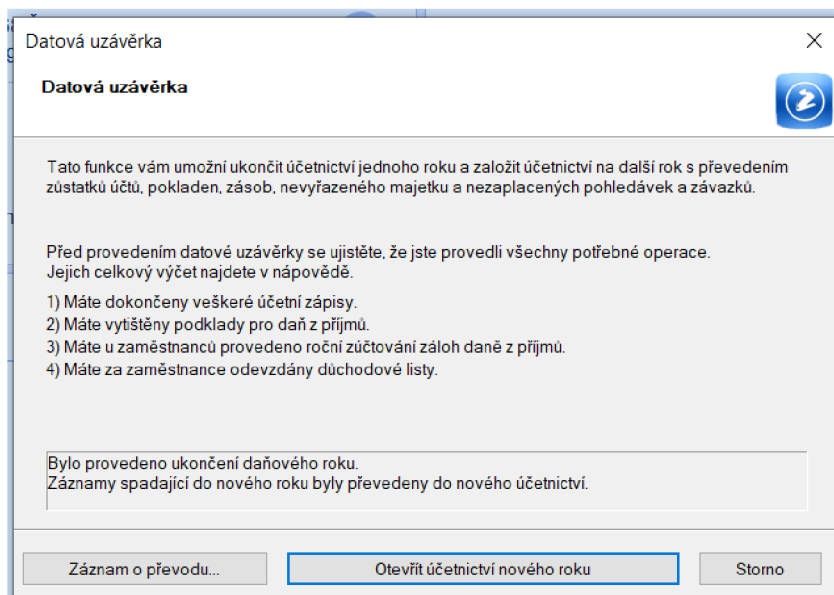 Datová uzávěrka
Datová uzávěrka
Tato funkce vám umožní ukončit účetnictví jednoho roku a založit účetnictví na další rok s převedením
zůstatků účtů, pokladen, zásob, nevyřazeného majetku a nezaplacených pohledávek a závazků.
Před provedením datové uzávěrky se ujistěte, že jste provedli všechny potřebné operace.
Jejich celkový výčet najdete v nápovědě.
1) Máte dokončeny veškeré účetní zápisy.
2) Máte vytištěny podklady pro daň z příjmů.
3) Máte u zaměstnanců provedeno roční zúčtování záloh daně z příjmů.
4) Máte za zaměstnance odevzdány důchodové listy.
Bylo provedeno ukončení daňového roku.
Záznamy spadající do nového roku byly převedeny do nového účetnictví.
Záznam o převodu...
Otevřít účetnictví nového roku
Storno